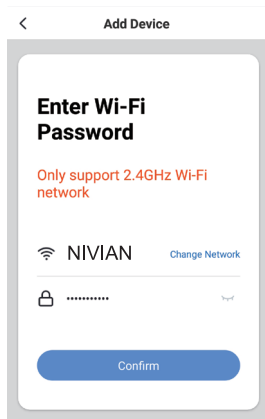 Add Device
Enter Wi-Fi
Password
Only support 2.4GHz Wi-Fi
network
NIVIAN Change Network
•••••••••••
Confirm